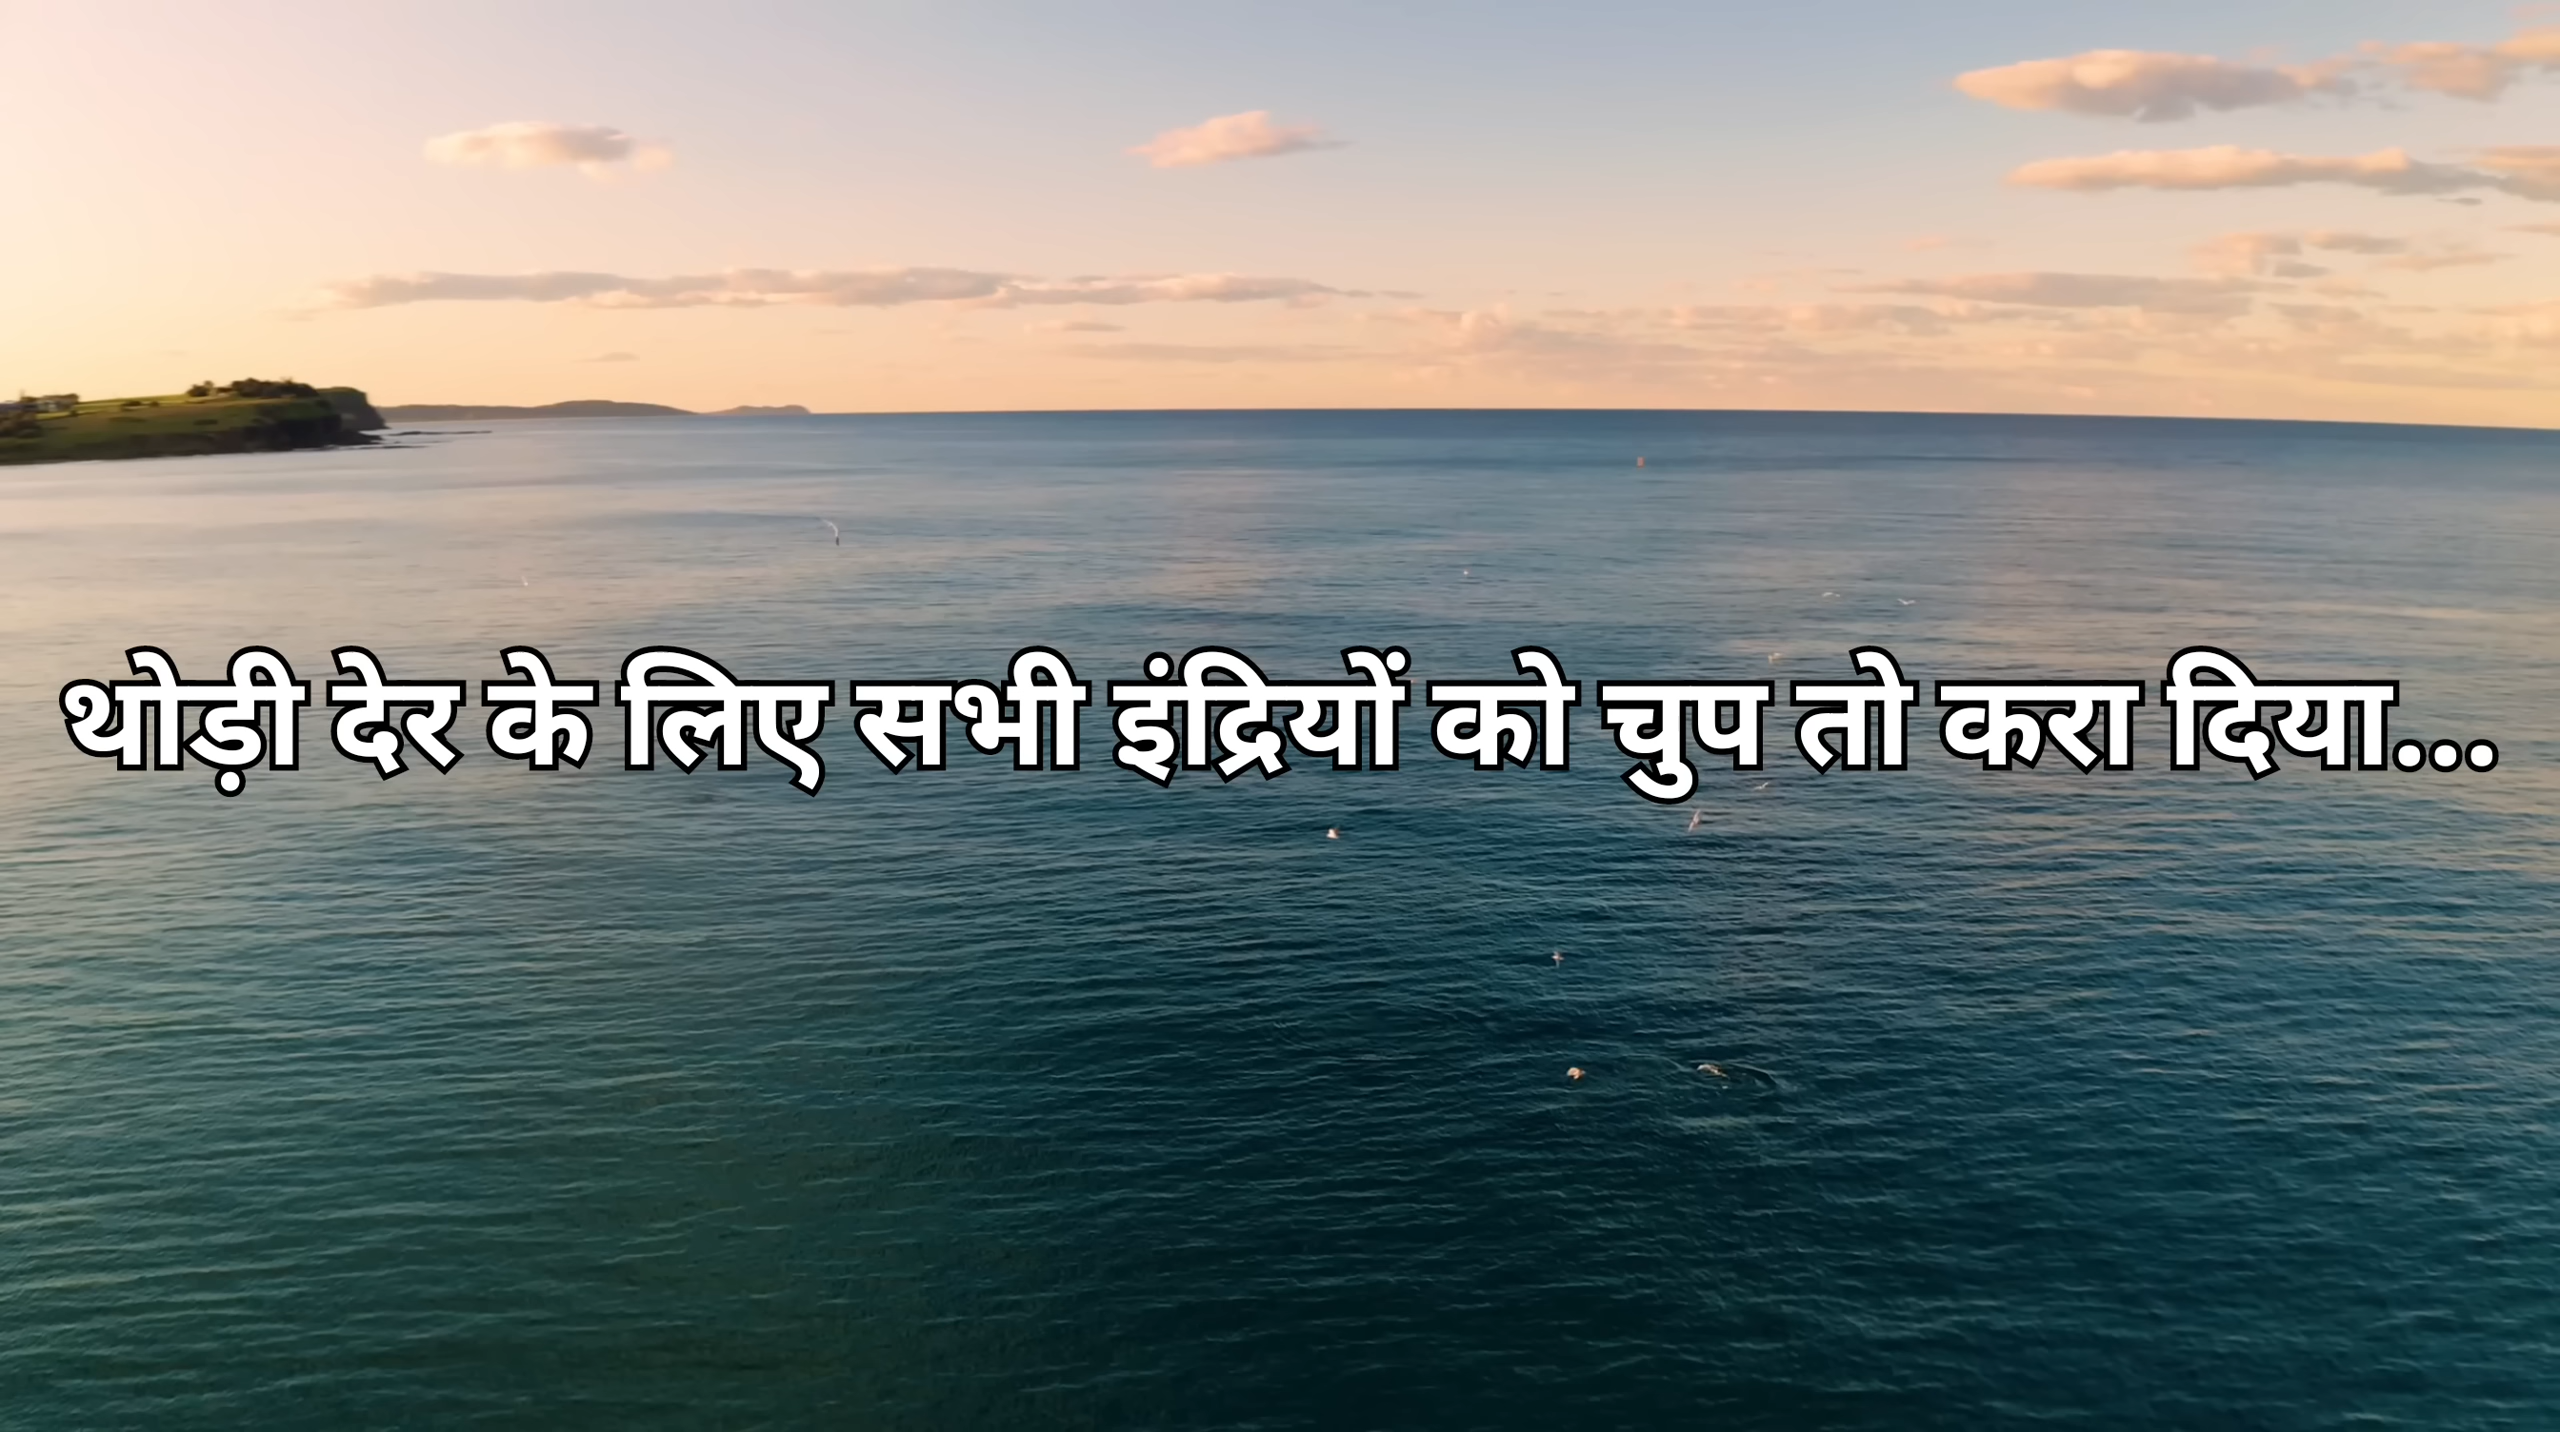 थोड़ी देर के लिए सभी इंद्रियों को चुप तो करा दिया...